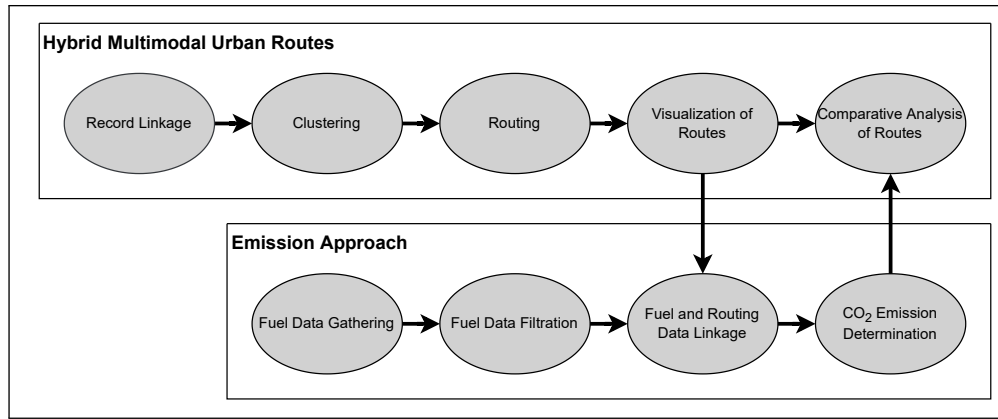 Hybrid Multimodal Urban Routes
Record Linkage
Clustering
Routing
Visualization of
Routes
Comparative Analysis
of Routes
Emission Approach
Fuel Data Gathering
Fuel Data Filtration
Fuel and Routing
Data Linkage
CO₂ Emission
Determination